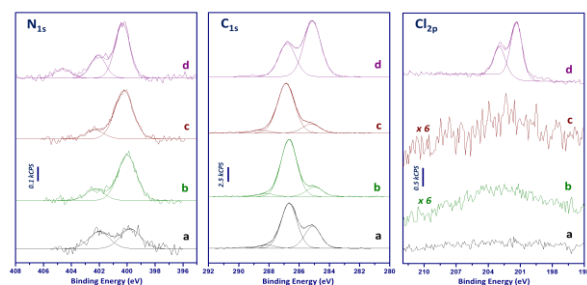 N1s
C1s
Cl2p
d
c
b
a
0.1 kCPS
408 406 404 402 400 398 396
Binding Energy (eV)
d
c
b
a
2.5 kCPS
292 290 288 286 284 282 280
Binding Energy (eV)
d
x 6
c
0.5 kCPS
x 6
b
a
210 207 204 201 198 195
Binding Energy (eV)